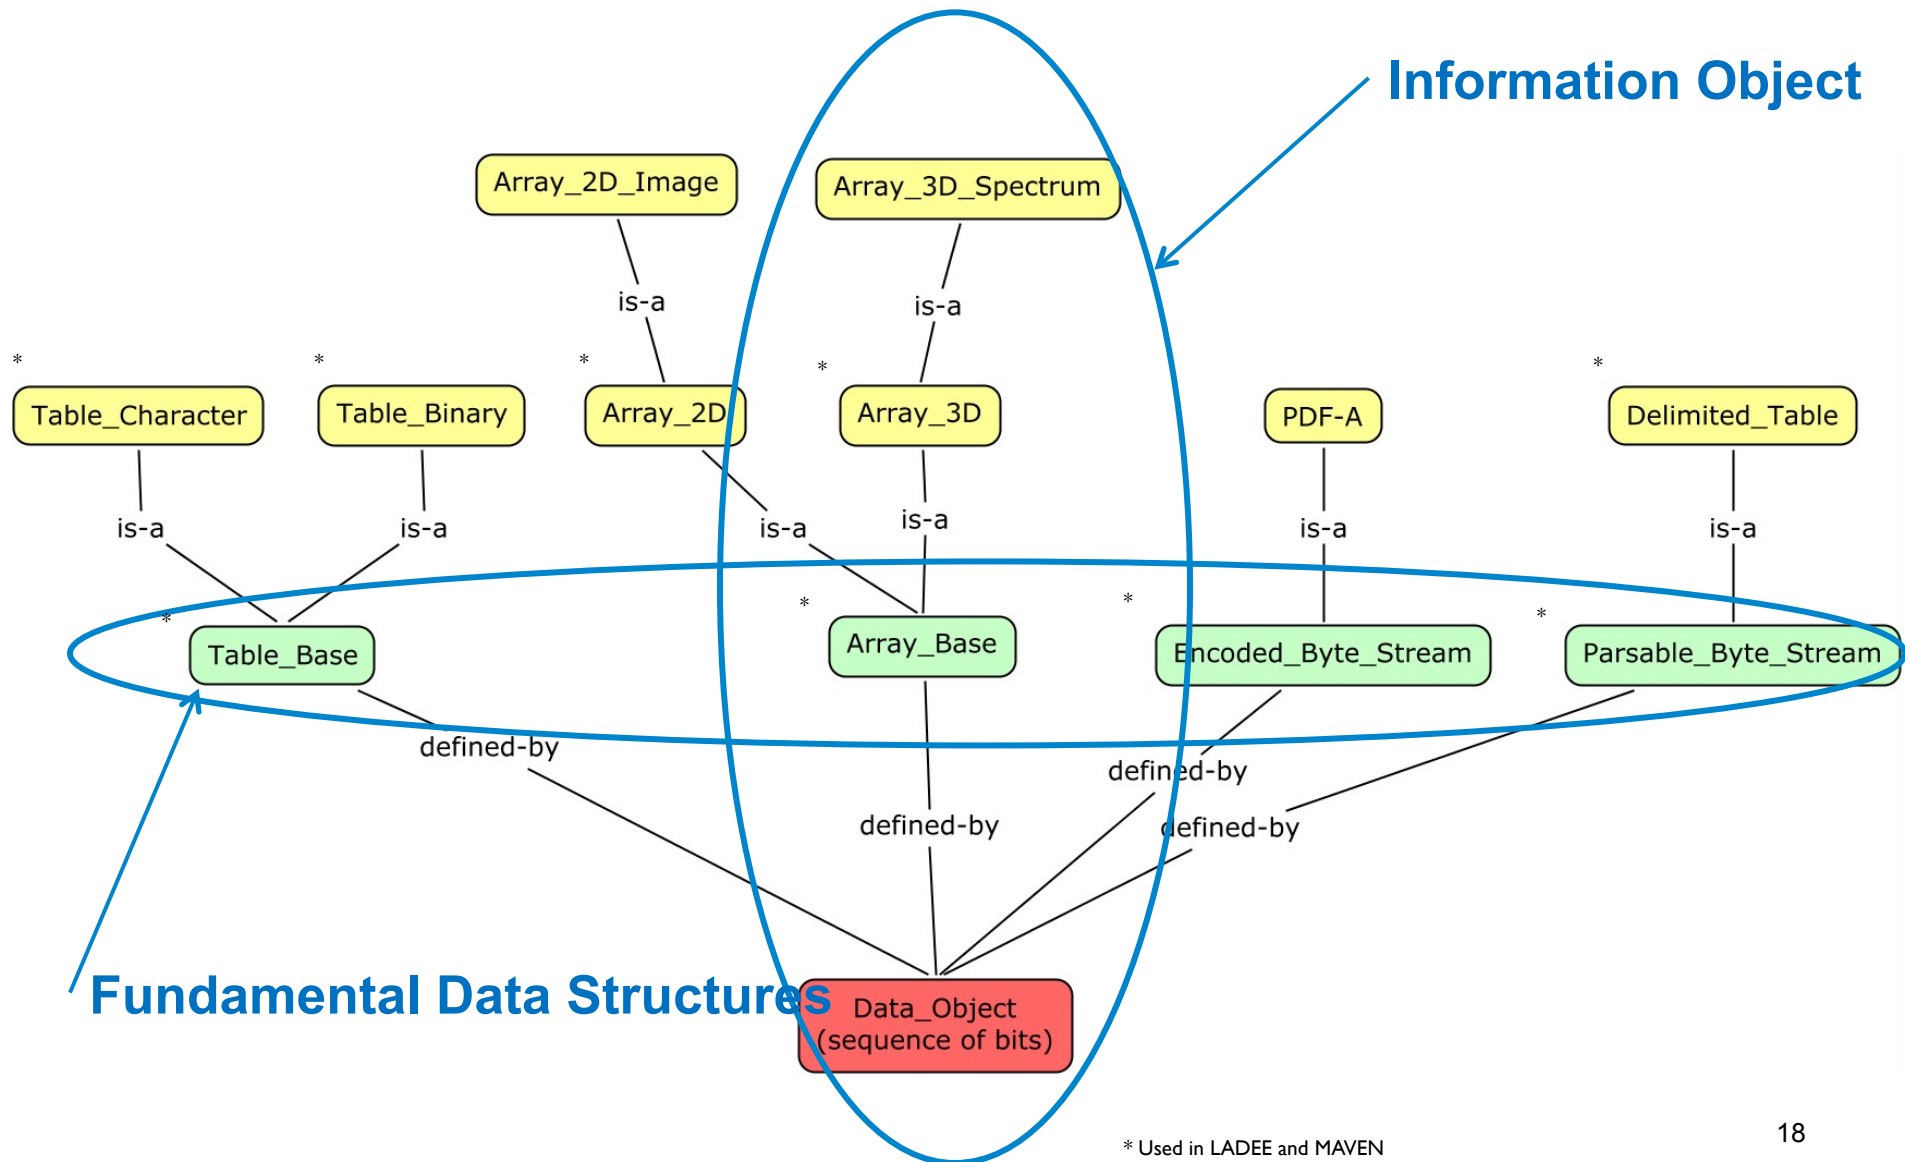 Information Object
Array_2D_Image
Array_3D_Spectrum
is-a
is-a
*
*
*
*
*
Table_Character
Table_Binary
Array_2D
Array_3D
PDF-A
Delimited_Table
is-a
is-a
is-a
is-a
is-a
is-a
*
*
*
*
Table_Base
Array_Base
Encoded_Byte_Stream
Parsable_Byte_Stream
defined-by
defined-by
defined-by
defined-by
Fundamental Data Structures
Data_Object
(sequence of bits)
* Used in LADEE and MAVEN
18